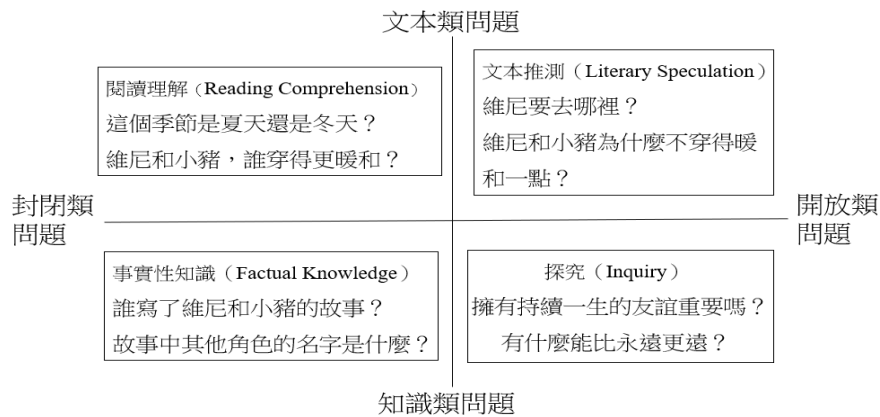 文本類問題
閱讀理解（Reading Comprehension）
這個季節是夏天還是冬天？
維尼和小豬，誰穿得更暖和？
文本推測（Literary Speculation）
維尼要去哪裡？
維尼和小豬為什麼不穿得暖
和一點？
封閉類
問題
開放類
問題
事實性知識（Factual Knowledge）
誰寫了維尼和小豬的故事？
故事中其他角色的名字是什麼？
探究（Inquiry）
擁有持續一生的友誼重要嗎？
有什麼能比永遠更遠？
知識類問題